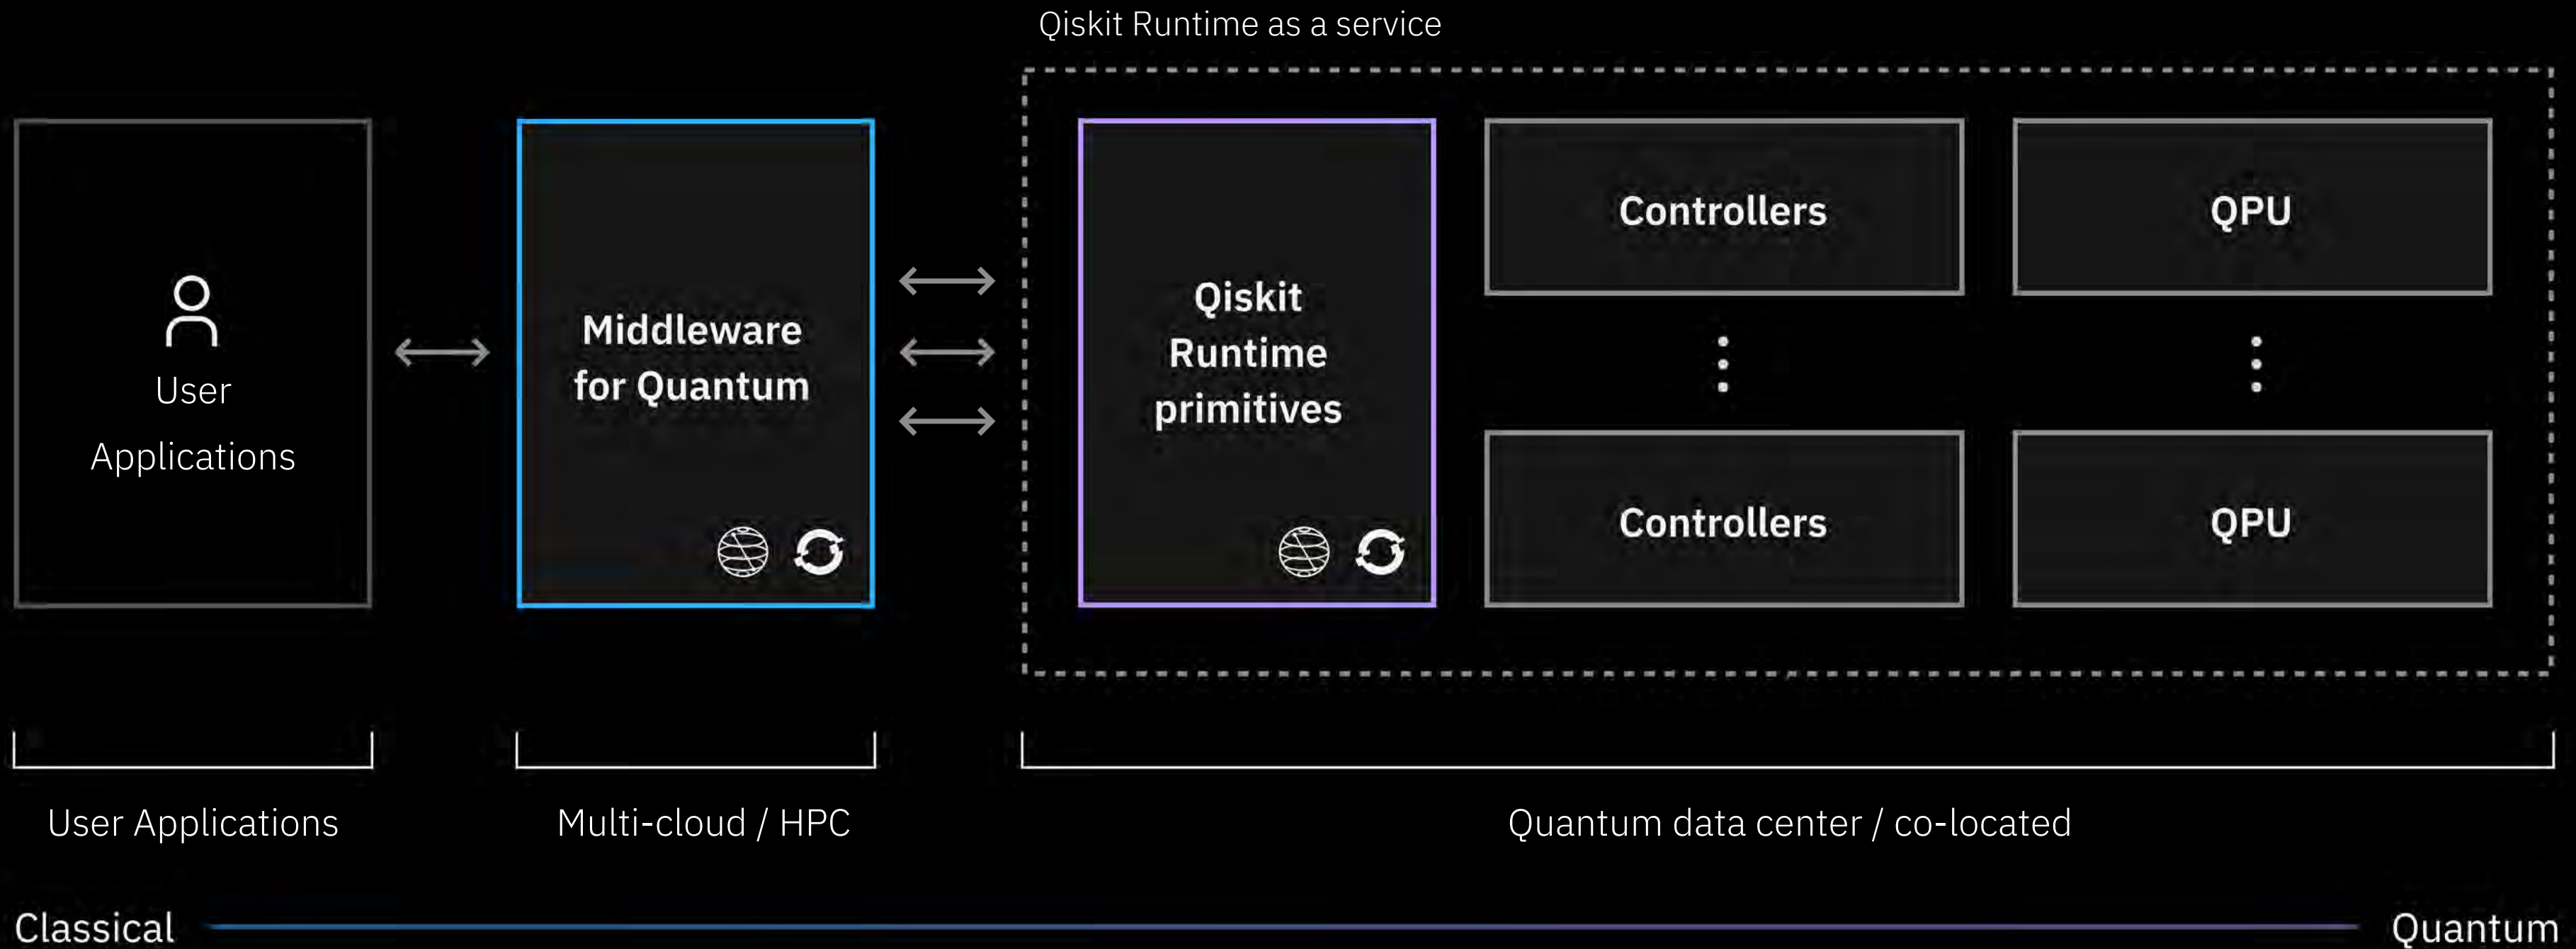 Qiskit Runtime as a service
User
Applications
Middleware
for Quantum
Qiskit
Runtime
primitives
Controllers
QPU
Controllers
QPU
User Applications
Multi-cloud / HPC
Quantum data center / co-located
Classical
Quantum